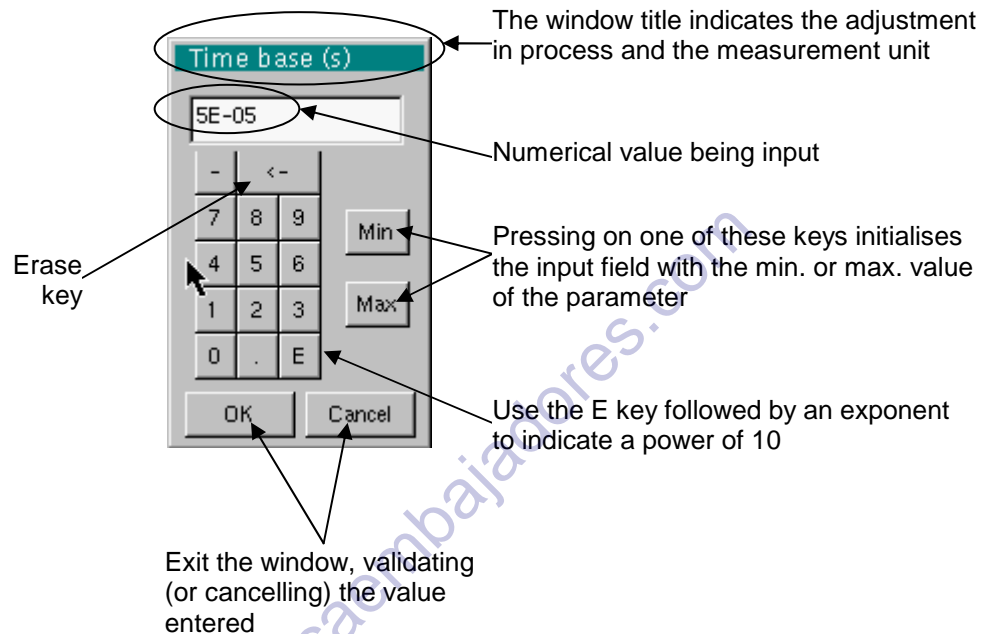 The window title indicates the adjustment
in process and the measurement unit
Time base (s)
5E-05
Numerical value being input
- <-
7 8 9
Min
Pressing on one of these keys initialises
the input field with the min. or max. value
of the parameter
Erase
key
4 5 6
1 2 3
Max
0 . E
Use the E key followed by an exponent
to indicate a power of 10
OK Cancel
Exit the window, validating
(or cancelling) the value
entered
saembajadores.com